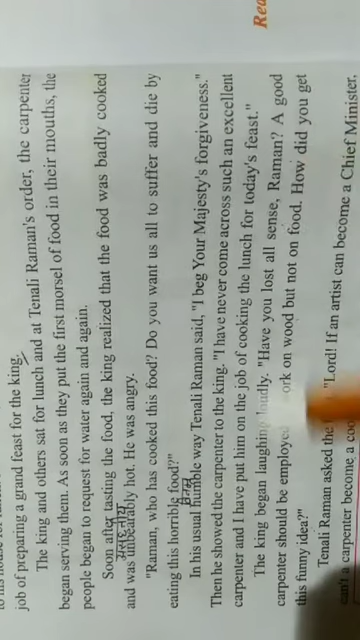 job of preparing a grand feast for the king.
The king and others sat for lunch and at Tenali Raman's order, the carpenter
began serving them. As soon as they put the first morsel of food in their mouths, the
people began to request for water again and again.
Soon after tasting the food, the king realized that the food was badly cooked
असह्य
and was unbearably hot. He was angry.
"Raman, who has cooked this food? Do you want us all to suffer and die by
eating this horrible food?"
In his usual humble way Tenali Raman said, "I beg Your Majesty's forgiveness."
Then he showed the carpenter to the king. "I have never come across such an excellent
carpenter and I have put him on the job of cooking the lunch for today's feast."
The king began laughing loudly. "Have you lost all sense, Raman? A good
carpenter should be employed on wood but not on food. How did you get
this funny idea?"
Tenali Raman asked the "Lord! If an artist can become a Chief Minister,
can't a carpenter become a
Rea